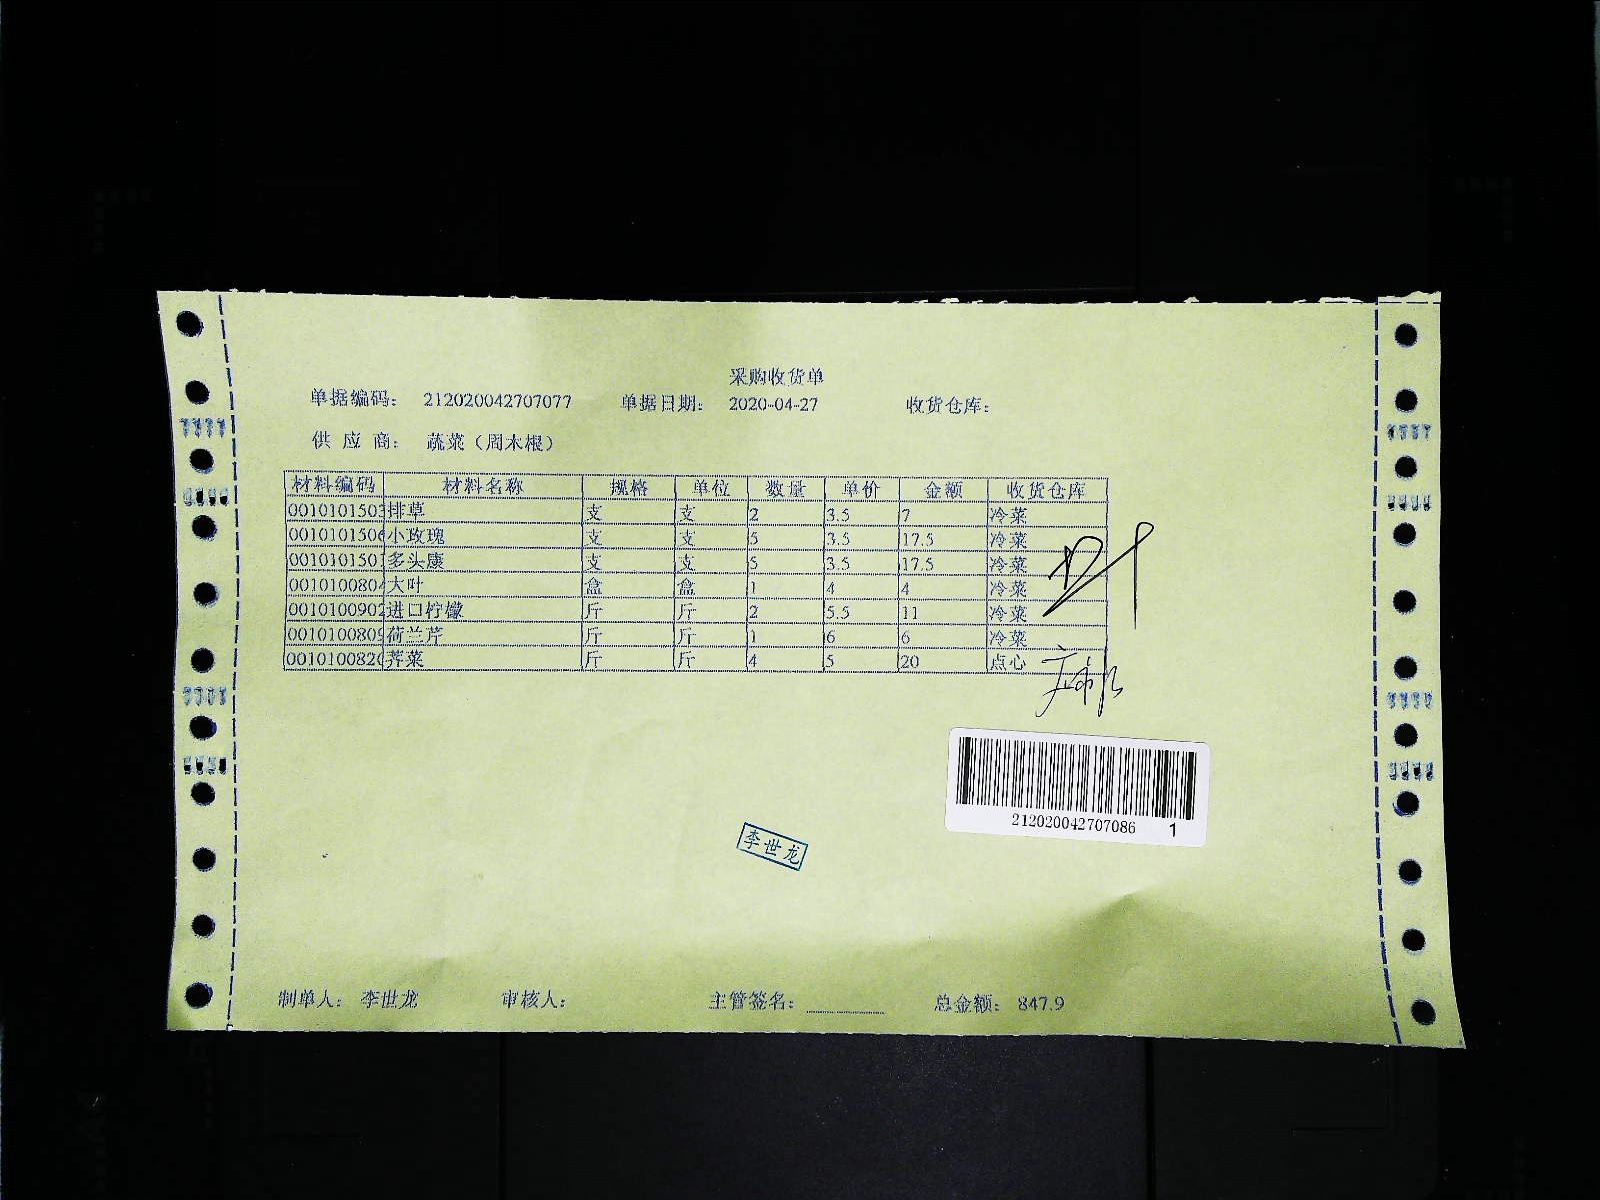 采购收货单
单据编码： 212020042707077 单据日期： 2020-04-27 收货仓库：
供 应 商： 蔬菜（周木根）
材料编码 材料名称 规格 单位 数量 单价 金额 收货仓库
0010101503 排草 支 支 2 3.5 7 冷菜
0010101506 小玫瑰 支 支 5 3.5 17.5 冷菜
0010101507 多头康 支 支 5 3.5 17.5 冷菜
0010100804 大叶 盒 盒 1 4 4 冷菜
0010100902 进口柠檬 斤 斤 2 5.5 11 冷菜
0010100809 荷兰芹 斤 斤 1 6 6 冷菜
001010082 荠菜 斤 斤 4 5 20 点心
212020042707086 1
李世龙
制单人： 李世龙 审核人： 主管签名： 总金额： 847.9